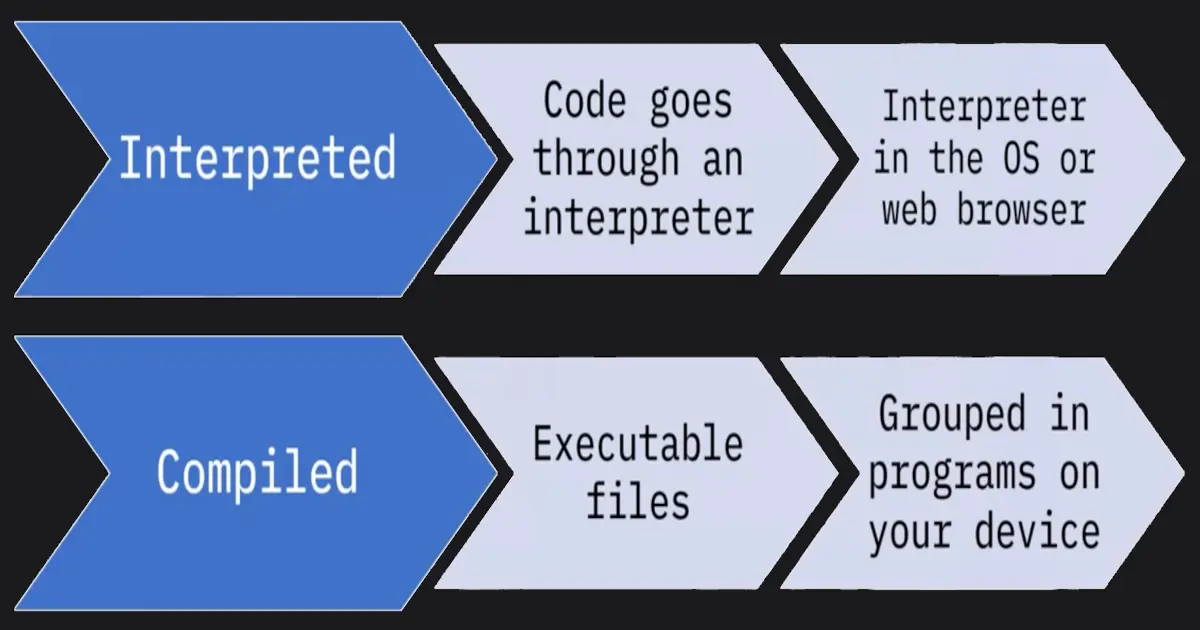 Interpreted
Code goes
through an
interpreter
Interpreter
in the OS or
web browser
Compiled
Executable
files
Grouped in
programs on
your device